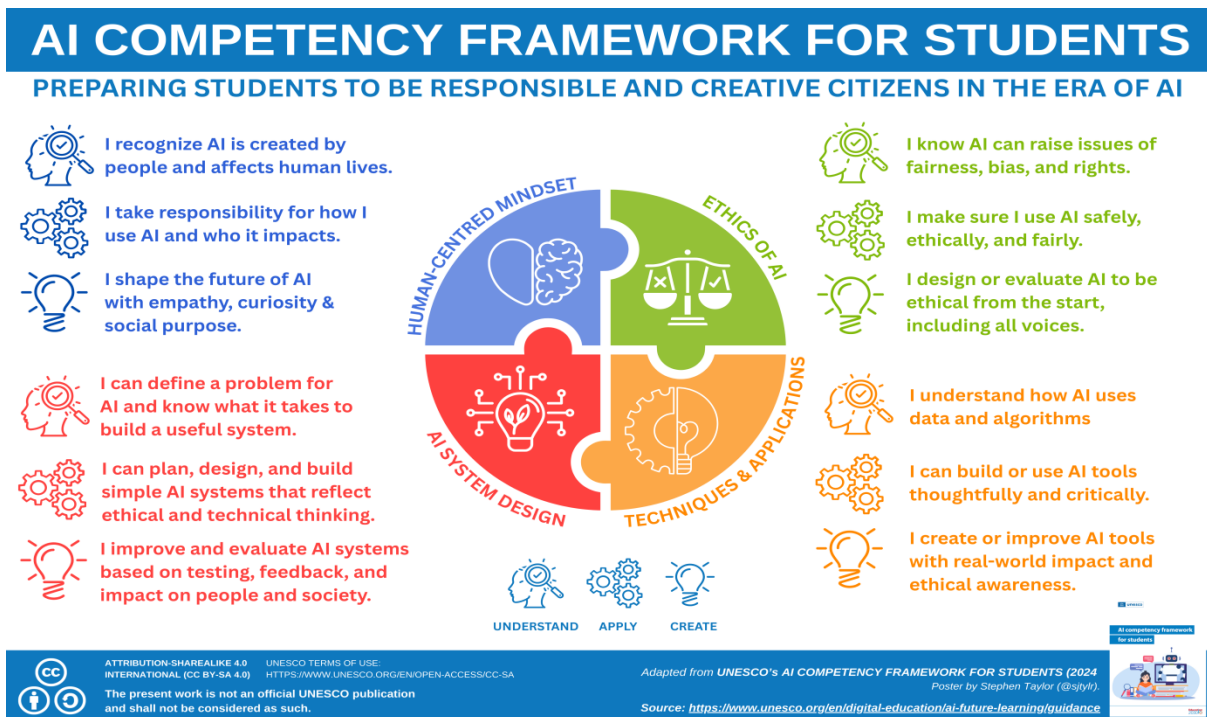 AI COMPETENCY FRAMEWORK FOR STUDENTS
PREPARING STUDENTS TO BE RESPONSIBLE AND CREATIVE CITIZENS IN THE ERA OF AI
I recognize AI is created by
people and affects human lives.
I take responsibility for how I
use AI and who it impacts.
I shape the future of AI
with empathy, curiosity &
social purpose.
I can define a problem for
AI and know what it takes to
build a useful system.
I can plan, design, and build
simple AI systems that reflect
ethical and technical thinking.
I improve and evaluate AI systems
based on testing, feedback, and
impact on people and society.
HUMAN-CENTRED MINDSET
ETHICS OF AI
AI SYSTEM DESIGN
TECHNIQUES & APPLICATIONS
UNDERSTAND
APPLY
CREATE
I know AI can raise issues of
fairness, bias, and rights.
I make sure I use AI safely,
ethically, and fairly.
I design or evaluate AI to be
ethical from the start,
including all voices.
I understand how AI uses
data and algorithms
I can build or use AI tools
thoughtfully and critically.
I create or improve AI tools
with real-world impact and
ethical awareness.
unesco
AI competency framework
for students
CC
ATTRIBUTION-SHAREALIKE 4.0
INTERNATIONAL (CC BY-SA 4.0)
UNESCO TERMS OF USE:
HTTPS://WWW.UNESCO.ORG/EN/OPEN-ACCESS/CC-SA
The present work is not an official UNESCO publication
and shall not be considered as such.
Adapted from UNESCO's AI COMPETENCY FRAMEWORK FOR STUDENTS (2024
Poster by Stephen Taylor (@sjtylr).
Source: https://www.unesco.org/en/digital-education/ai-future-learning/guidance